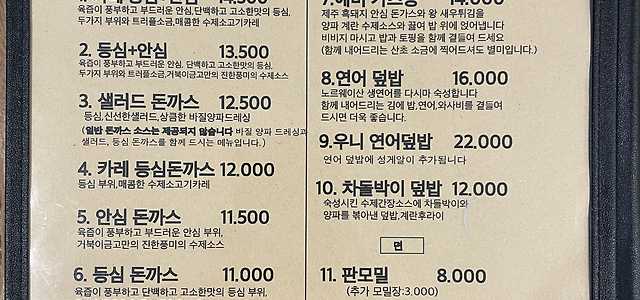 육즙이 풍부하고 부드러운 안심,단백하고 고소한맛의 등심,
두가지 부위와 트러플소금,매콤한 수제소고기카레
2. 등심+안심 13.500
육즙이 풍부하고 부드러운 안심, 단백하고 고소한맛의 등심,
두가지 부위와 트러플소금,거북이금고만의 진한풍미의 수제소스
3. 샐러드 돈까스 12.500
등심,신선한샐러드,상큼한 바질양파드레싱
(일반 돈까스 소스는 제공되지 않습니다 바질 양파 드레싱과
샐러드, 등심을 함께 드시는 메뉴입니다.)
4. 카레 등심돈까스 12.000
등심 부위,매콤한 수제소고기카레
5. 안심 돈까스 11.500
육즙이 풍부하고 부드러운 안심 부위,
거북이금고만의 진한풍미의 수제소스
6. 등심 돈까스 11.000
육즙이 풍부하고 단백하고 고소한맛의 등심 부위,
제주 흑돼지 안심 돈가스와 왕 새우튀김을
양파 계란 수제소스와 끓여 밥 위에 얹어냅니다
비비지 마시고 밥과 토핑을 함께 곁들여 드세요
(함께 내어드리는 산초 소금에 찍어드셔도 별미입니다.)
8.연어 덮밥 16.000
노르웨이산 생연어를 다시마 숙성합니다
함께 내어드리는 김에 밥,연어,와사비를 곁들여
드시면 더욱 좋습니다.
9.우니 연어덮밥 22.000
연어 덮밥에 성게알이 추가됩니다
10. 차돌박이 덮밥 12.000
숙성시킨 수제간장소스에 차돌박이와
양파를 볶아낸 덮밥,계란후라이
면
11. 판모밀 8.000
(추가 모밀장:3.000)